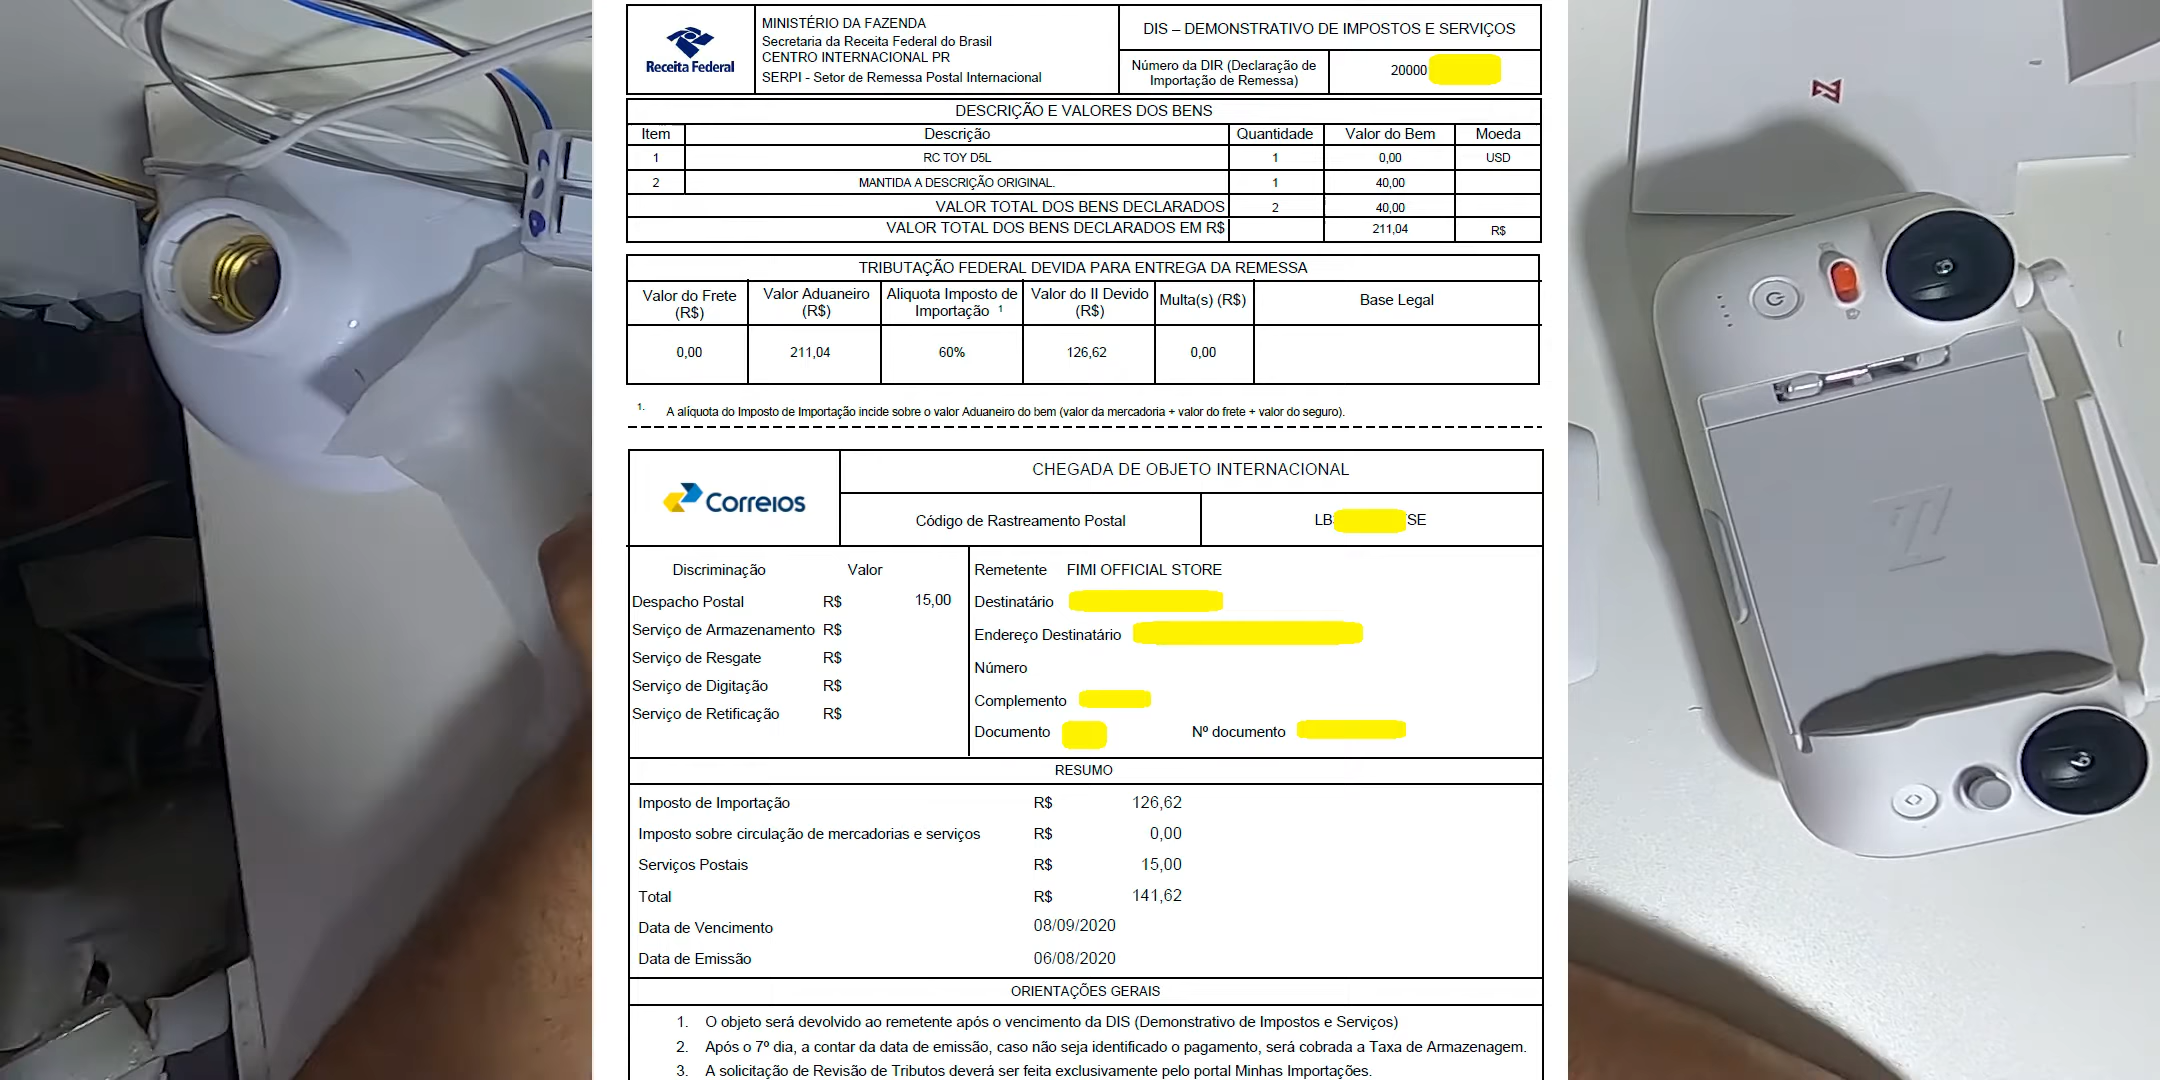 Receita Federal
MINISTÉRIO DA FAZENDA
Secretaria da Receita Federal do Brasil
CENTRO INTERNACIONAL PR
SERPI - Setor de Remessa Postal Internacional
DIS – DEMONSTRATIVO DE IMPOSTOS E SERVIÇOS
Número da DIR (Declaração de Importação de Remessa) 20000
DESCRIÇÃO E VALORES DOS BENS
Item Descrição Quantidade Valor do Bem Moeda
1 RC TOY D5L 1 0,00 USD
2 MANTIDA A DESCRIÇÃO ORIGINAL. 1 40,00
VALOR TOTAL DOS BENS DECLARADOS 2 40,00
VALOR TOTAL DOS BENS DECLARADOS EM R$ 211,04 R$
TRIBUTAÇÃO FEDERAL DEVIDA PARA ENTREGA DA REMESSA
Valor do Frete (R$) Valor Aduaneiro (R$) Aliquota Imposto de Importação 1 Valor do II Devido (R$) Multa(s) (R$) Base Legal
0,00 211,04 60% 126,62 0,00
1. A alíquota do Imposto de Importação incide sobre o valor Aduaneiro do bem (valor da mercadoria + valor do frete + valor do seguro).
Correios
CHEGADA DE OBJETO INTERNACIONAL
Código de Rastreamento Postal LB SE
Discriminação Valor
Despacho Postal R$ 15,00
Serviço de Armazenamento R$
Serviço de Resgate R$
Serviço de Digitação R$
Serviço de Retificação R$
Remetente FIMI OFFICIAL STORE
Destinatário
Endereço Destinatário
Número
Complemento
Documento Nº documento
RESUMO
Imposto de Importação R$ 126,62
Imposto sobre circulação de mercadorias e serviços R$ 0,00
Serviços Postais R$ 15,00
Total R$ 141,62
Data de Vencimento 08/09/2020
Data de Emissão 06/08/2020
ORIENTAÇÕES GERAIS
1. O objeto será devolvido ao remetente após o vencimento da DIS (Demonstrativo de Impostos e Serviços)
2. Após o 7º dia, a contar da data de emissão, caso não seja identificado o pagamento, será cobrada a Taxa de Armazenagem.
3. A solicitação de Revisão de Tributos deverá ser feita exclusivamente pelo portal Minhas Importações.